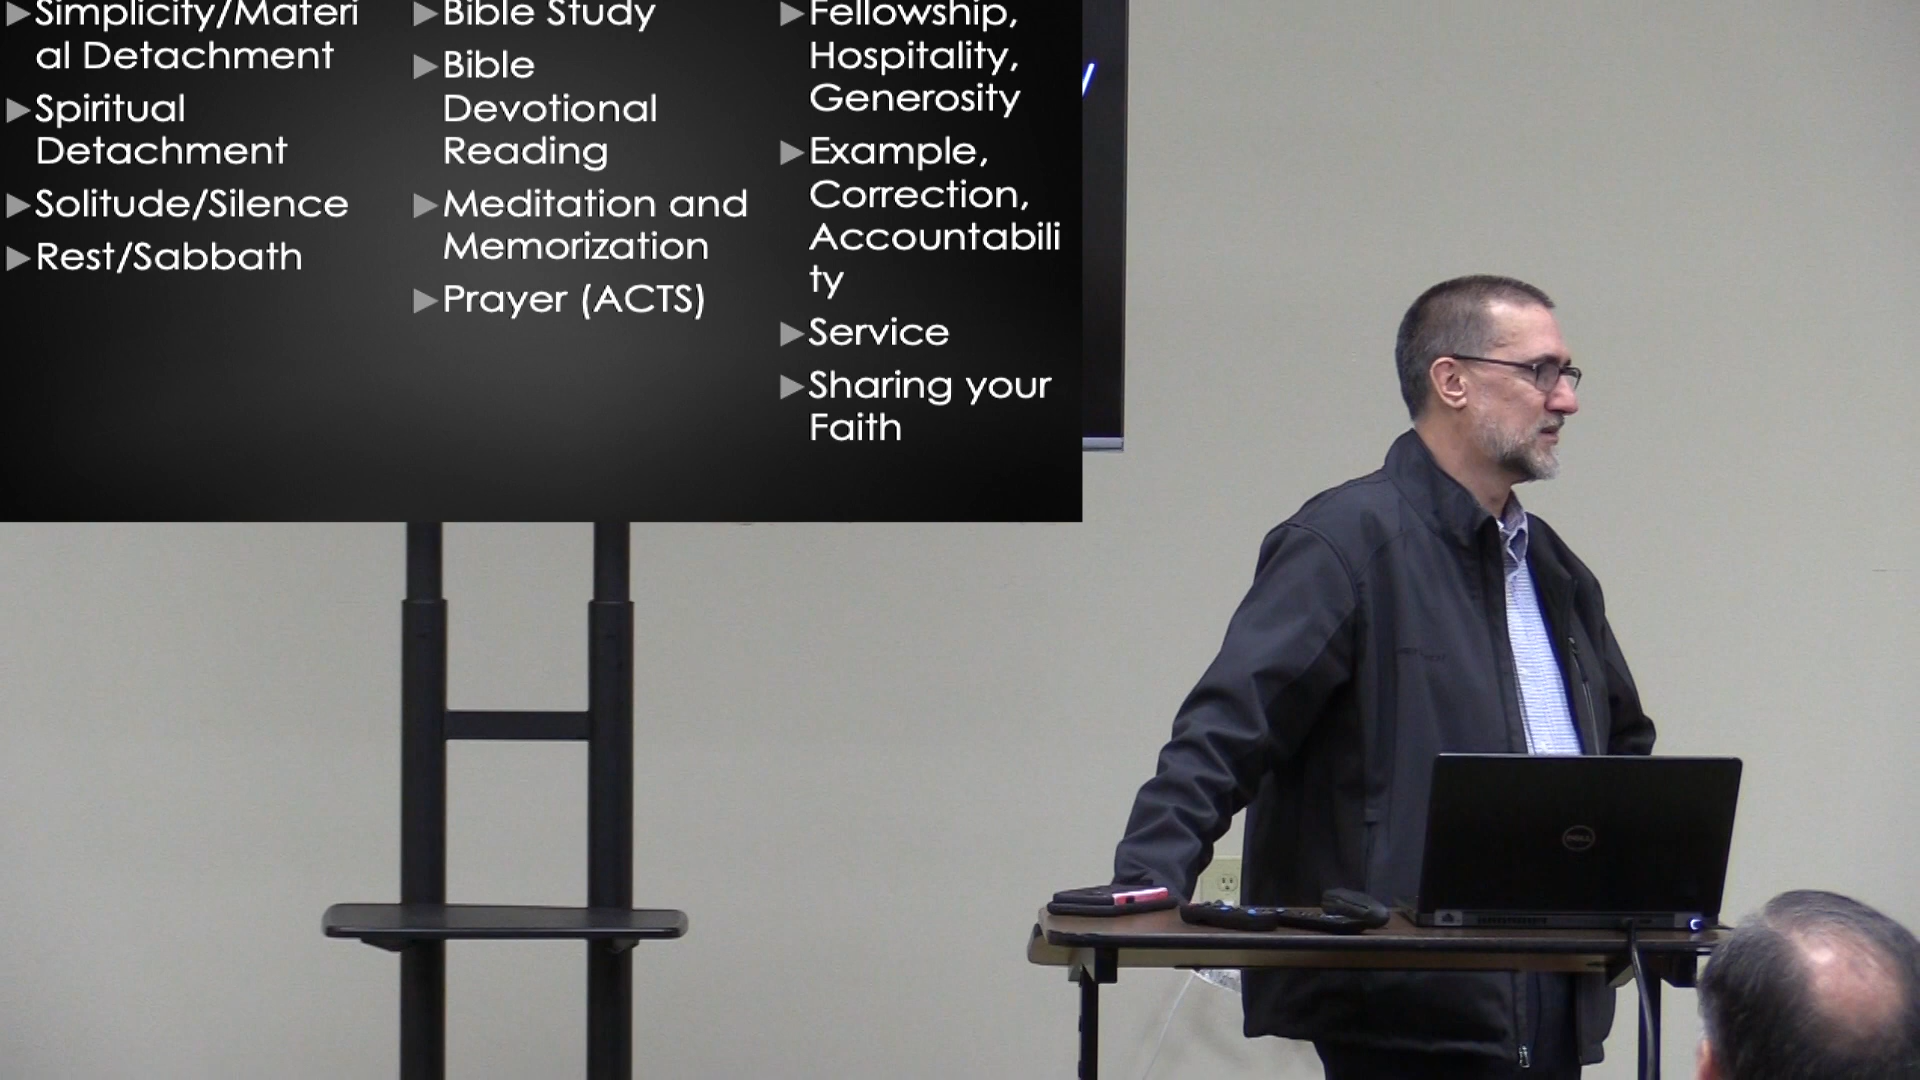 Simplicity/Materi
al Detachment
Spiritual
Detachment
Solitude/Silence
Rest/Sabbath
Bible Study
Bible
Devotional
Reading
Meditation and
Memorization
Prayer (ACTS)
Fellowship,
Hospitality,
Generosity
Example,
Correction,
Accountabili
ty
Service
Sharing your
Faith
DELL